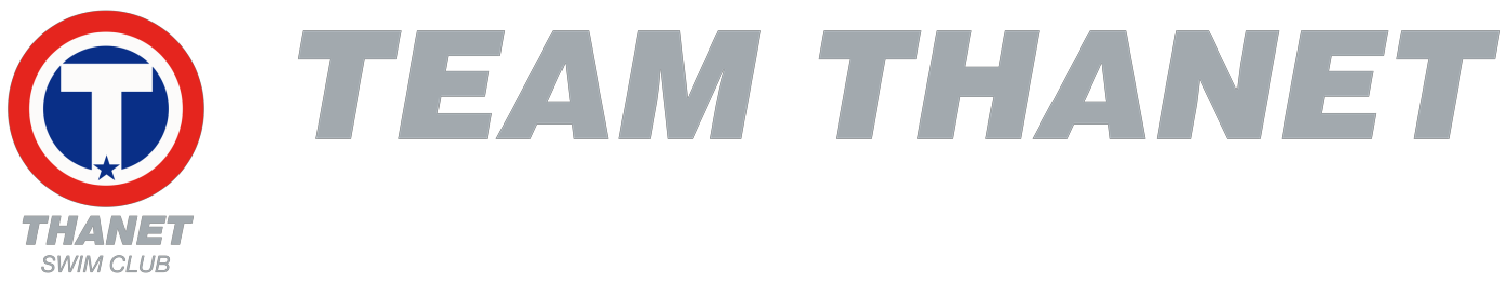 T
THANET
SWIM CLUB
TEAM THANET